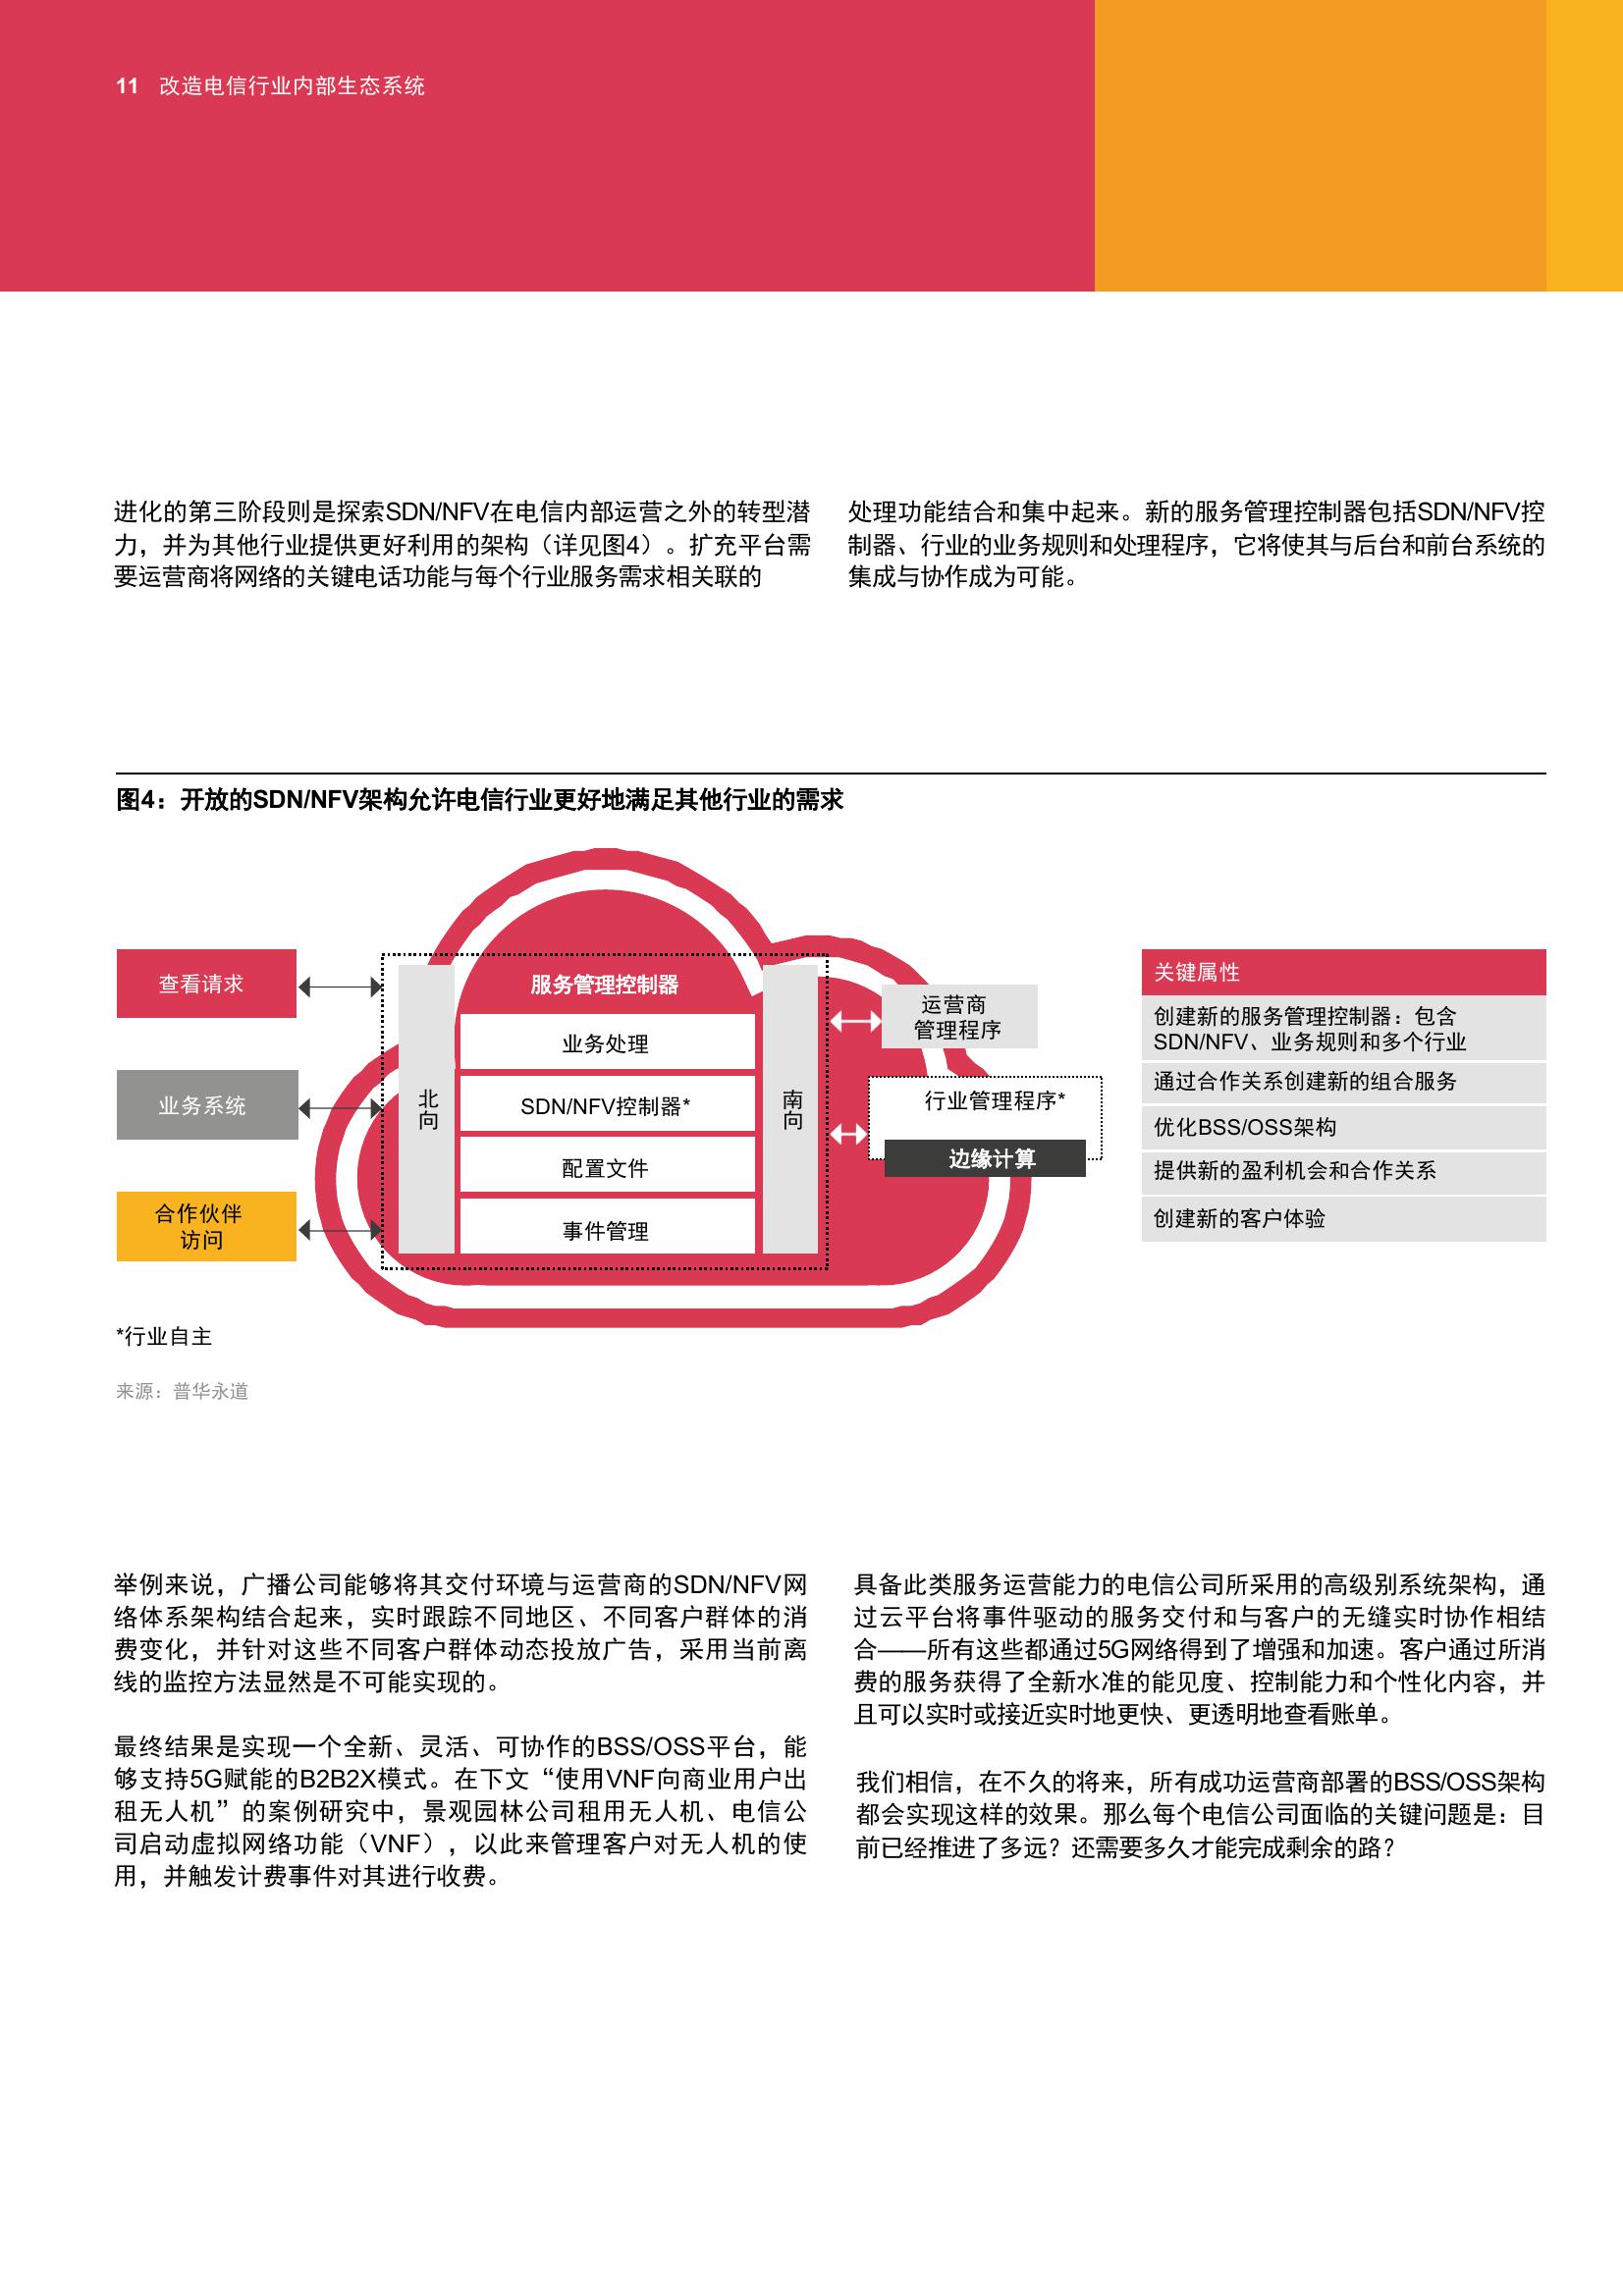 11 改造电信行业内部生态系统
进化的第三阶段则是探索SDN/NFV在电信内部运营之外的转型潜
力，并为其他行业提供更好利用的架构（详见图4）。扩充平台需
要运营商将网络的关键电话功能与每个行业服务需求相关联的
处理功能结合和集中起来。新的服务管理控制器包括SDN/NFV控
制器、行业的业务规则和处理程序，它将使其与后台和前台系统的
集成与协作成为可能。
图4：开放的SDN/NFV架构允许电信行业更好地满足其他行业的需求
查看请求
业务系统
合作伙伴
访问
北向
服务管理控制器
业务处理
SDN/NFV控制器*
配置文件
事件管理
南向
运营商
管理程序
行业管理程序*
边缘计算
关键属性
创建新的服务管理控制器：包含
SDN/NFV、业务规则和多个行业
通过合作关系创建新的组合服务
优化BSS/OSS架构
提供新的盈利机会和合作关系
创建新的客户体验
*行业自主
来源：普华永道
举例来说，广播公司能够将其交付环境与运营商的SDN/NFV网
络体系架构结合起来，实时跟踪不同地区、不同客户群体的消
费变化，并针对这些不同客户群体动态投放广告，采用当前离
线的监控方法显然是不可能实现的。
最终结果是实现一个全新、灵活、可协作的BSS/OSS平台，能
够支持5G赋能的B2B2X模式。在下文“使用VNF向商业用户出
租无人机”的案例研究中，景观园林公司租用无人机、电信公
司启动虚拟网络功能（VNF），以此来管理客户对无人机的使
用，并触发计费事件对其进行收费。
具备此类服务运营能力的电信公司所采用的高级别系统架构，通
过云平台将事件驱动的服务交付和与客户的无缝实时协作相结
合——所有这些都通过5G网络得到了增强和加速。客户通过所消
费的服务获得了全新水准的能见度、控制能力和个性化内容，并
且可以实时或接近实时地更快、更透明地查看账单。
我们相信，在不久的将来，所有成功运营商部署的BSS/OSS架构
都会实现这样的效果。那么每个电信公司面临的关键问题是：目
前已经推进了多远？还需要多久才能完成剩余的路？